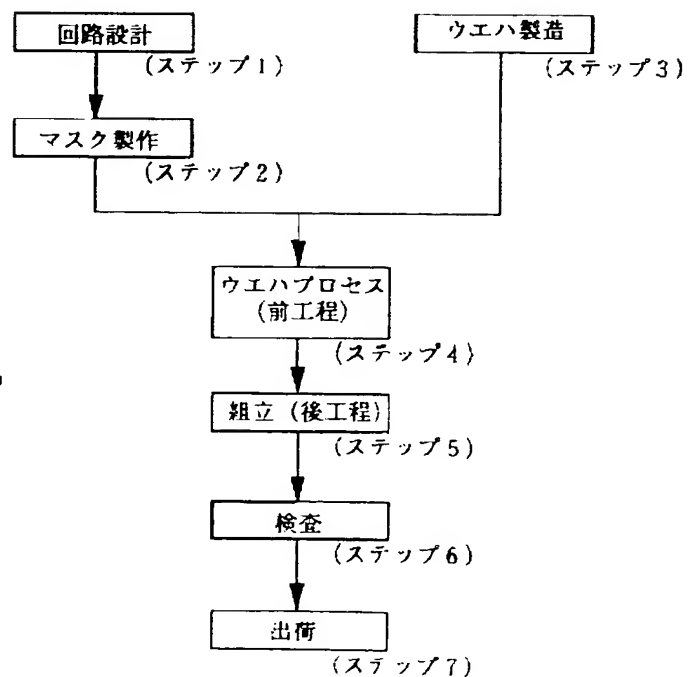 回路設計
(ステップ1)
ウエハ製造
(ステップ3)
マスク製作
(ステップ2)
ウエハプロセス
(前工程)
(ステップ4)
組立 (後工程)
(ステップ5)
検査
(ステップ6)
出荷
(ステップ7)